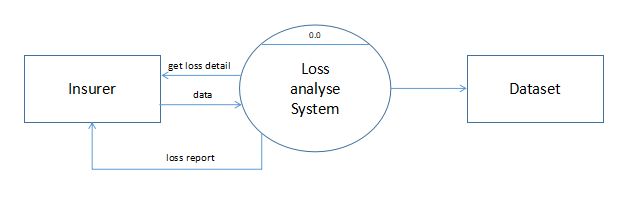 0.0
get loss detail
Insurer
data
Loss
analyse
System
Dataset
loss report